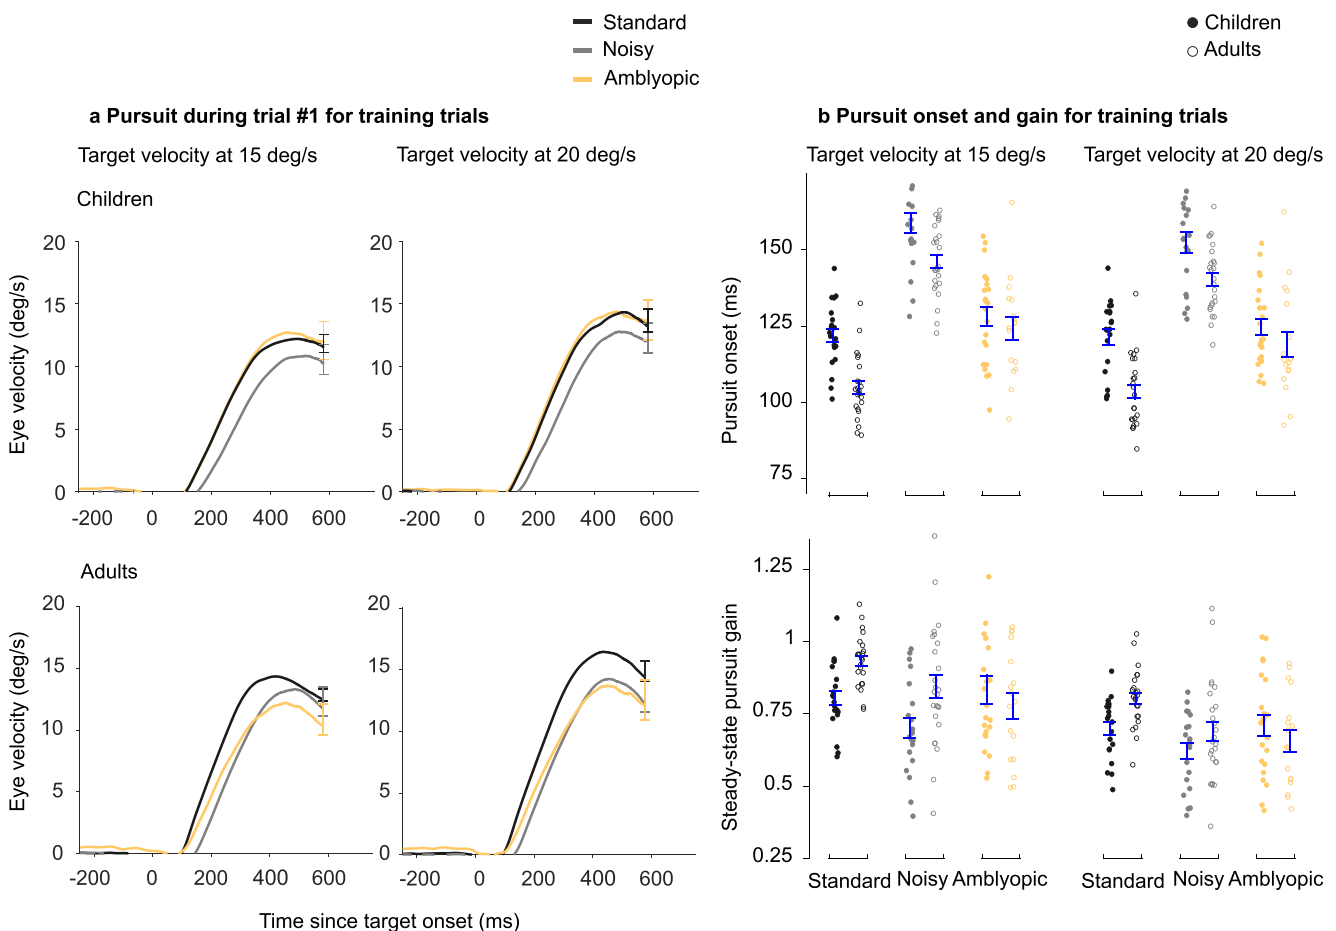 Standard
Noisy
Amblyopic
Children
Adults
a Pursuit during trial #1 for training trials
b Pursuit onset and gain for training trials
Target velocity at 15 deg/s
Target velocity at 20 deg/s
Target velocity at 15 deg/s
Target velocity at 20 deg/s
Children
Eye velocity (deg/s)
20
15
10
5
0
-200 0 200 400 600
20
15
10
5
0
-200 0 200 400 600
Adults
Eye velocity (deg/s)
20
15
10
5
0
-200 0 200 400 600
20
15
10
5
0
-200 0 200 400 600
Time since target onset (ms)
Pursuit onset (ms)
150
125
100
75
Steady-state pursuit gain
1.25
1
0.75
0.5
0.25
Standard Noisy Amblyopic
Standard Noisy Amblyopic